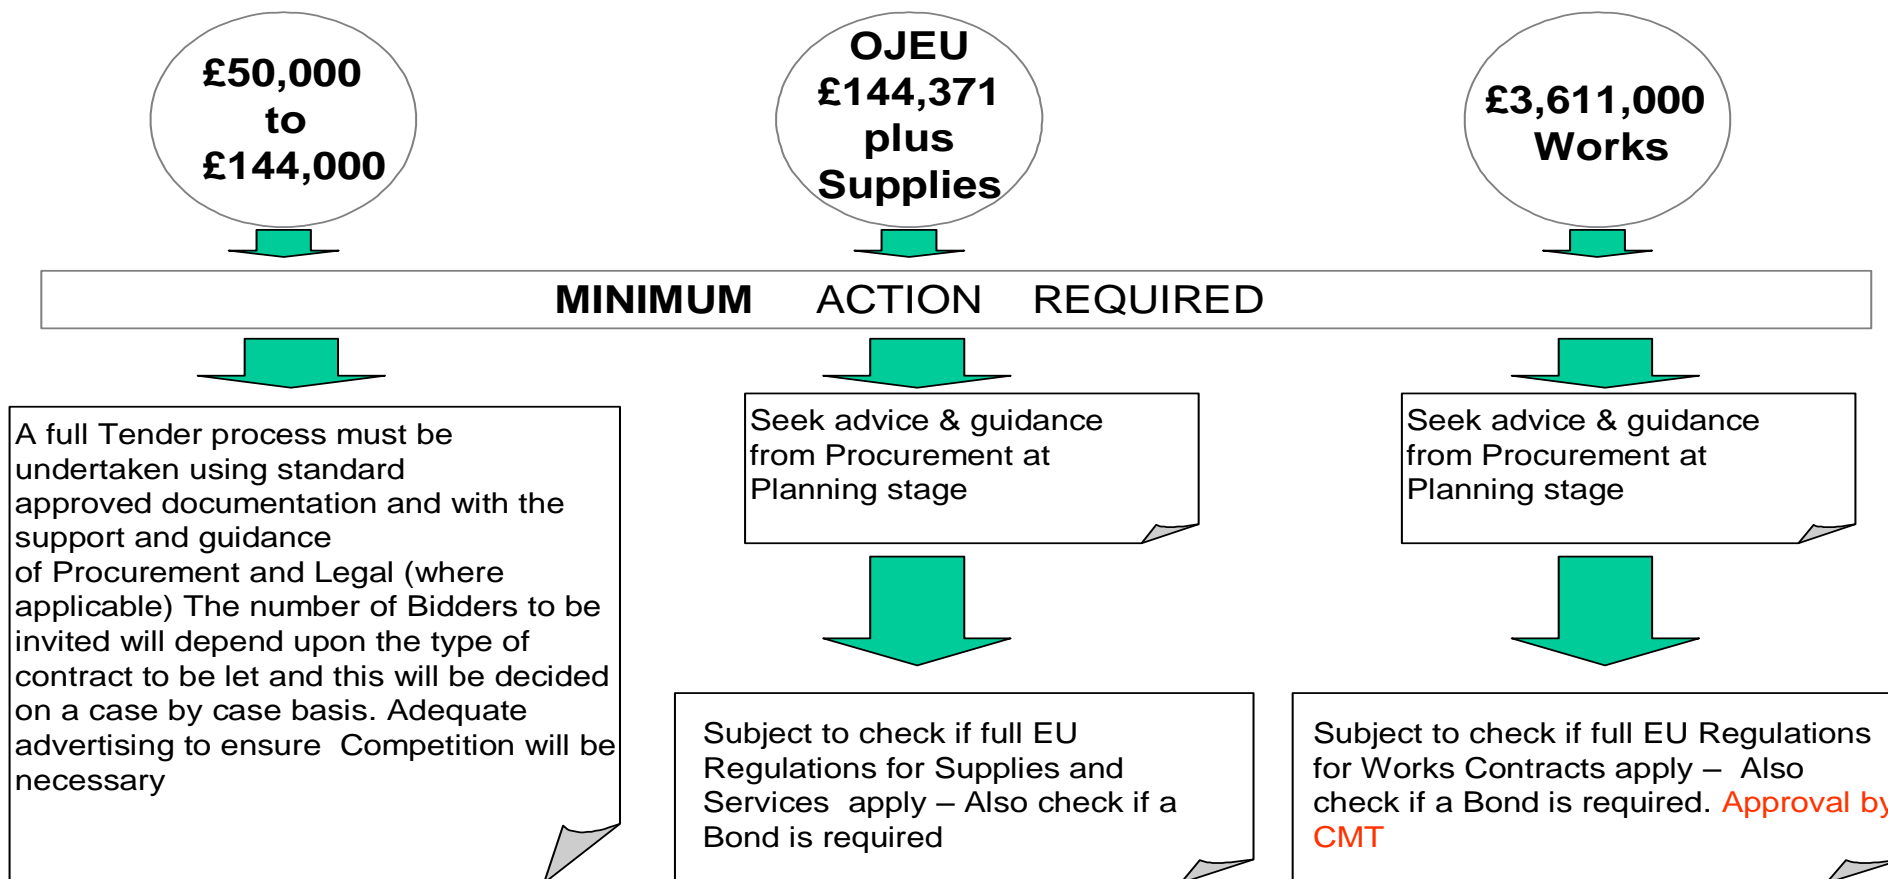 £50,000
to
£144,000
OJEU
£144,371
plus
Supplies
£3,611,000
Works
MINIMUM ACTION REQUIRED
A full Tender process must be
undertaken using standard
approved documentation and with the
support and guidance
of Procurement and Legal (where
applicable) The number of Bidders to be
invited will depend upon the type of
contract to be let and this will be decided
on a case by case basis. Adequate
advertising to ensure Competition will be
necessary
Seek advice & guidance
from Procurement at
Planning stage
Subject to check if full EU
Regulations for Supplies and
Services apply – Also check if a
Bond is required
Seek advice & guidance
from Procurement at
Planning stage
Subject to check if full EU Regulations
for Works Contracts apply – Also
check if a Bond is required. Approval by
CMT